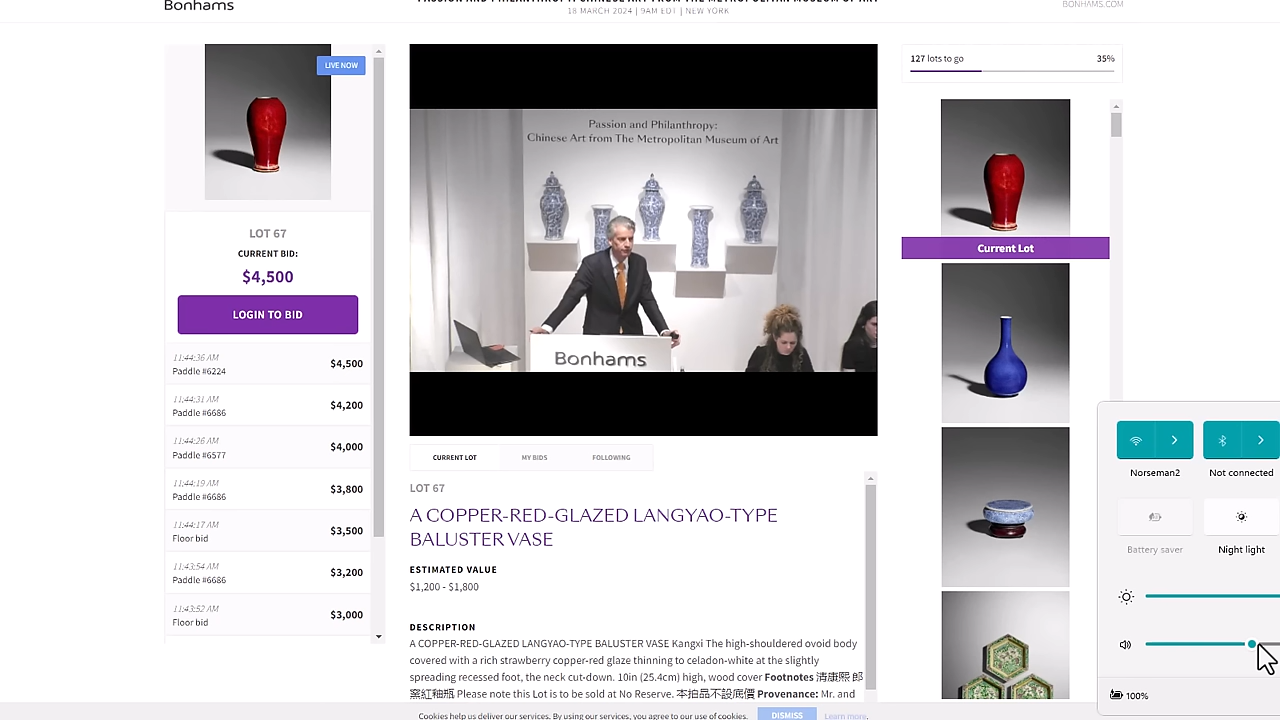 Bonhams
PASSION AND PHILANTHROPY: CHINESE ART FROM THE METROPOLITAN MUSEUM OF ART
18 MARCH 2024 | 9AM EDT | NEW YORK
BONHAMS.COM
LIVE NOW
LOT 67
CURRENT BID:
$4,500
LOGIN TO BID
11:44:36 AM
Paddle #6224
$4,500
11:44:31 AM
Paddle #6686
$4,200
11:44:26 AM
Paddle #6577
$4,000
11:44:19 AM
Paddle #6686
$3,800
11:44:17 AM
Floor bid
$3,500
11:43:54 AM
Paddle #6686
$3,200
11:43:52 AM
Floor bid
$3,000
Passion and Philanthropy:
Chinese Art from The Metropolitan Museum of Art
Bonhams
CURRENT LOT
MY BIDS
FOLLOWING
LOT 67
A COPPER-RED-GLAZED LANGYAO-TYPE
BALUSTER VASE
ESTIMATED VALUE
$1,200 - $1,800
DESCRIPTION
A COPPER-RED-GLAZED LANGYAO-TYPE BALUSTER VASE Kangxi The high-shouldered ovoid body
covered with a rich strawberry copper-red glaze thinning to celadon-white at the slightly
spreading recessed foot, the neck cut-down. 10in (25.4cm) high, wood cover Footnotes 清康熙 郎
窯紅釉瓶 Please note this Lot is to be sold at No Reserve. 本拍品不設底價 Provenance: Mr. and
127 lots to go
35%
Current Lot
Norseman2
Not connected
Battery saver
Night light
100%
Cookies help us deliver our services. By using our services, you agree to our use of cookies.
DISMISS
Learn more.